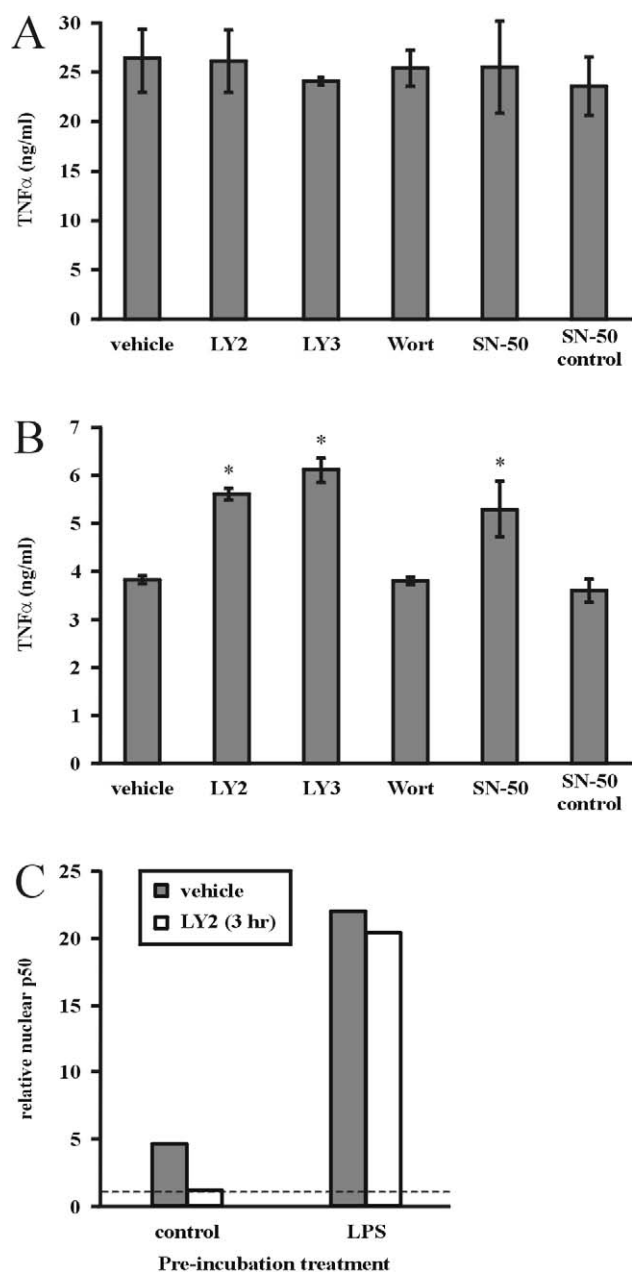 A
30
25
20
15
10
5
0
TNFα (ng/ml)
vehicle LY2 LY3 Wort SN-50 SN-50
control
B
7
6
5
4
3
2
1
0
TNFα (ng/ml)
* * *
vehicle LY2 LY3 Wort SN-50 SN-50
control
C
25
20
15
10
5
0
relative nuclear p50
vehicle
LY2 (3 hr)
control LPS
Pre-incubation treatment